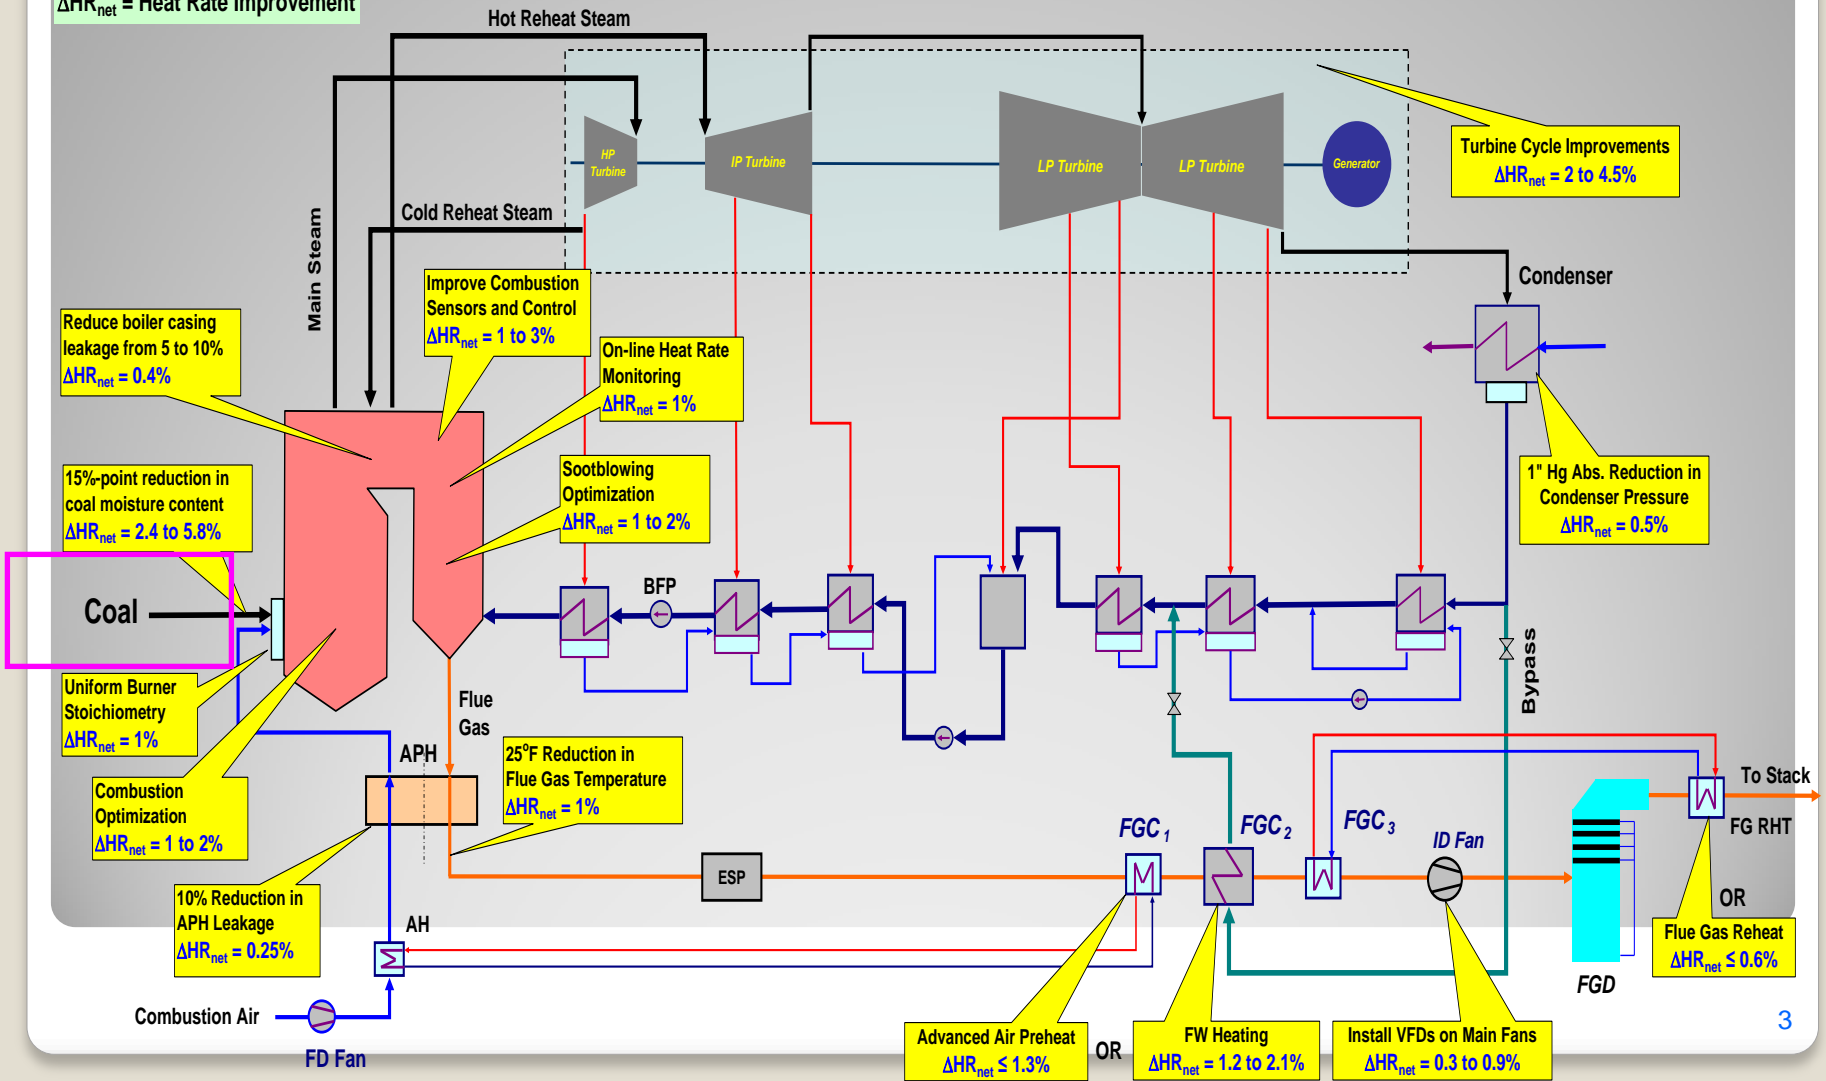 ΔHRnet = Heat Rate Improvement
Hot Reheat Steam
HP
Turbine
IP Turbine
LP Turbine
LP Turbine
Generator
Turbine Cycle Improvements
ΔHRnet = 2 to 4.5%
Main Steam
Cold Reheat Steam
Condenser
Improve Combustion
Sensors and Control
ΔHRnet = 1 to 3%
Reduce boiler casing
leakage from 5 to 10%
ΔHRnet = 0.4%
On-line Heat Rate
Monitoring
ΔHRnet = 1%
15%-point reduction in
coal moisture content
ΔHRnet = 2.4 to 5.8%
Sootblowing
Optimization
ΔHRnet = 1 to 2%
1" Hg Abs. Reduction in
Condenser Pressure
ΔHRnet = 0.5%
Coal
BFP
Bypass
Uniform Burner
Stoichiometry
ΔHRnet = 1%
Flue
Gas
APH
25°F Reduction in
Flue Gas Temperature
ΔHRnet = 1%
Combustion
Optimization
ΔHRnet = 1 to 2%
To Stack
FG RHT
FGC1
FGC2
FGC3
ID Fan
ESP
10% Reduction in
APH Leakage
ΔHRnet = 0.25%
AH
OR
Flue Gas Reheat
ΔHRnet ≤ 0.6%
FGD
Combustion Air
FD Fan
Advanced Air Preheat
ΔHRnet ≤ 1.3%
OR
FW Heating
ΔHRnet = 1.2 to 2.1%
Install VFDs on Main Fans
ΔHRnet = 0.3 to 0.9%
3